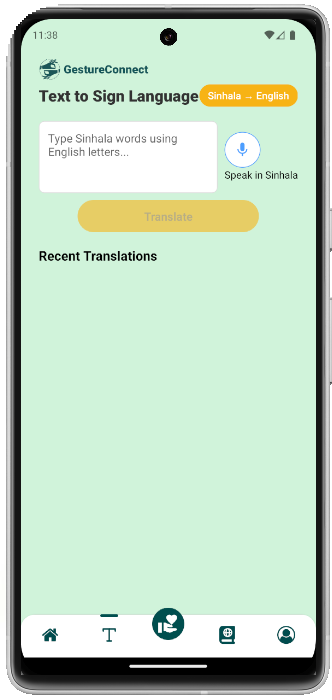 11:38
GestureConnect
Text to Sign Language
Sinhala → English
Type Sinhala words using
English letters...
Speak in Sinhala
Translate
Recent Translations